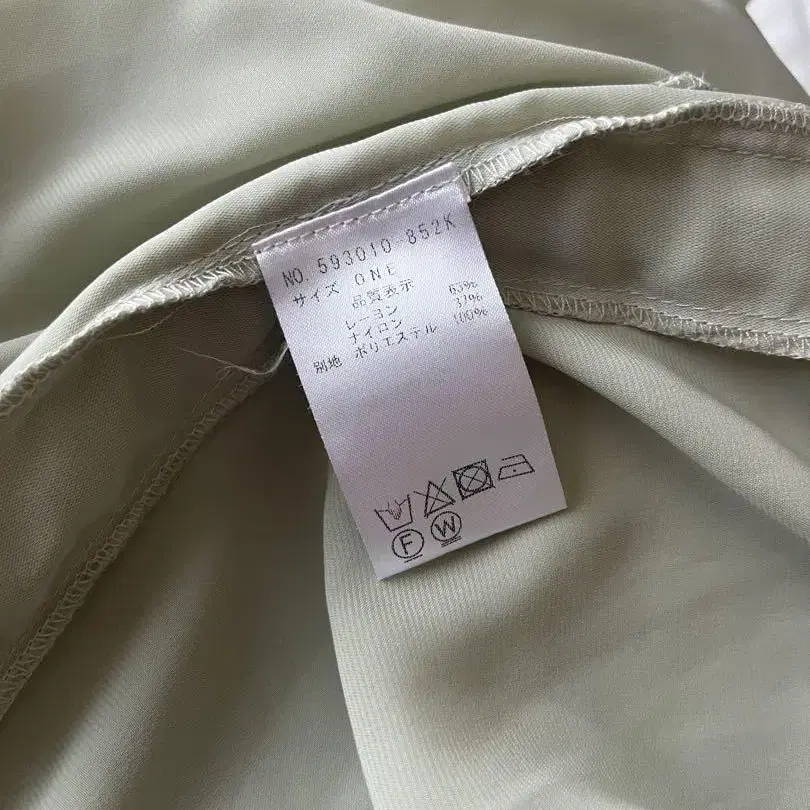 NO. 593010-852K
サイズ ONE
品質表示
レーヨン 63%
ナイロン 37%
別地 ポリエステル 100%
F W